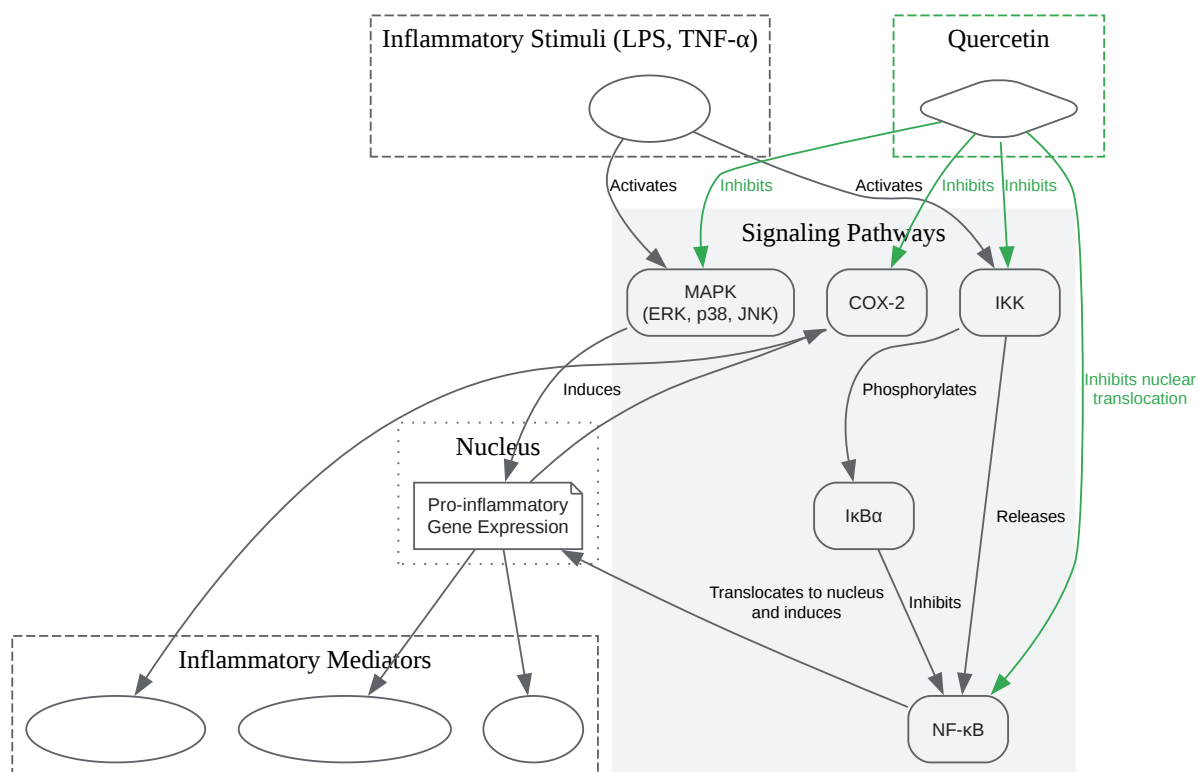 Inflammatory Stimuli (LPS, TNF-α)
Quercetin
Activates
Inhibits
Activates
Inhibits
Inhibits
Signaling Pathways
MAPK
(ERK, p38, JNK)
COX-2
IKK
Induces
Phosphorylates
Inhibits nuclear
translocation
Nucleus
Pro-inflammatory
Gene Expression
IκBα
Releases
Translocates to nucleus
and induces
Inhibits
Inflammatory Mediators
NF-κB